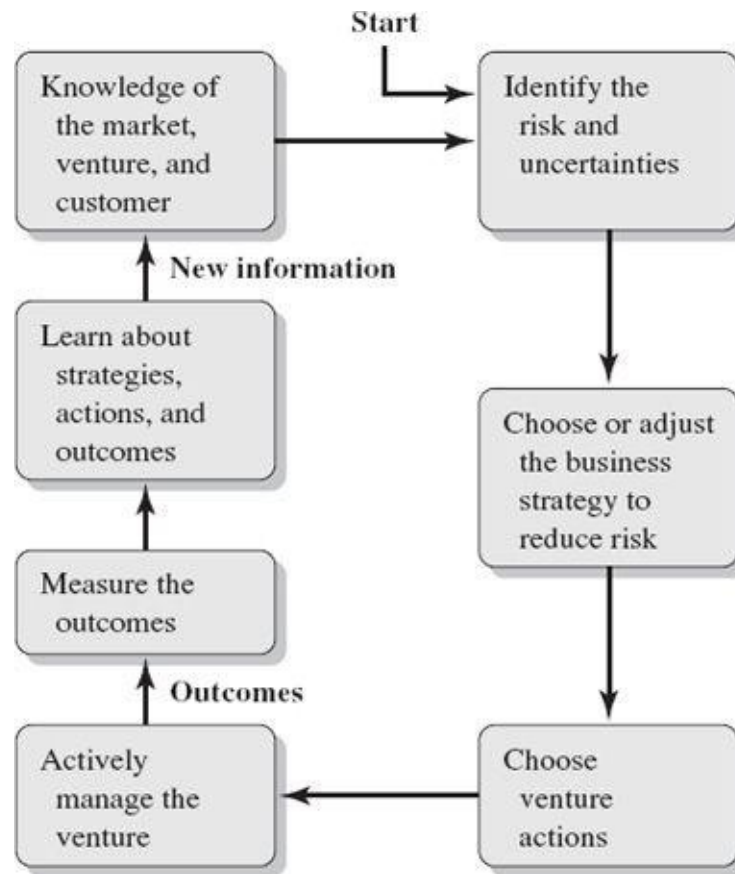 Start
Knowledge of
the market,
venture, and
customer
Identify the
risk and
uncertainties
New information
Learn about
strategies,
actions, and
outcomes
Choose or adjust
the business
strategy to
reduce risk
Measure the
outcomes
Outcomes
Actively
manage the
venture
Choose
venture
actions